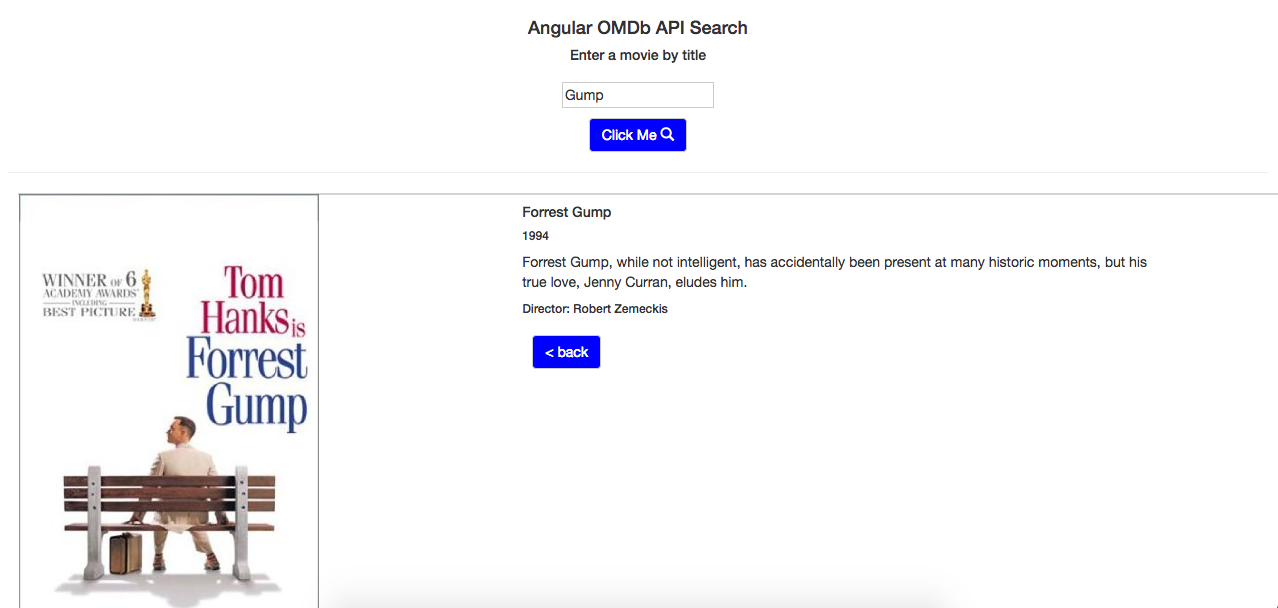 Angular OMDb API Search
Enter a movie by title
Gump
Click Me
WINNER OF 6
ACADEMY AWARDS
INCLUDING
BEST PICTURE
Tom
Hanks is
Forrest
Gump
Forrest Gump
1994
Forrest Gump, while not intelligent, has accidentally been present at many historic moments, but his
true love, Jenny Curran, eludes him.
Director: Robert Zemeckis
< back